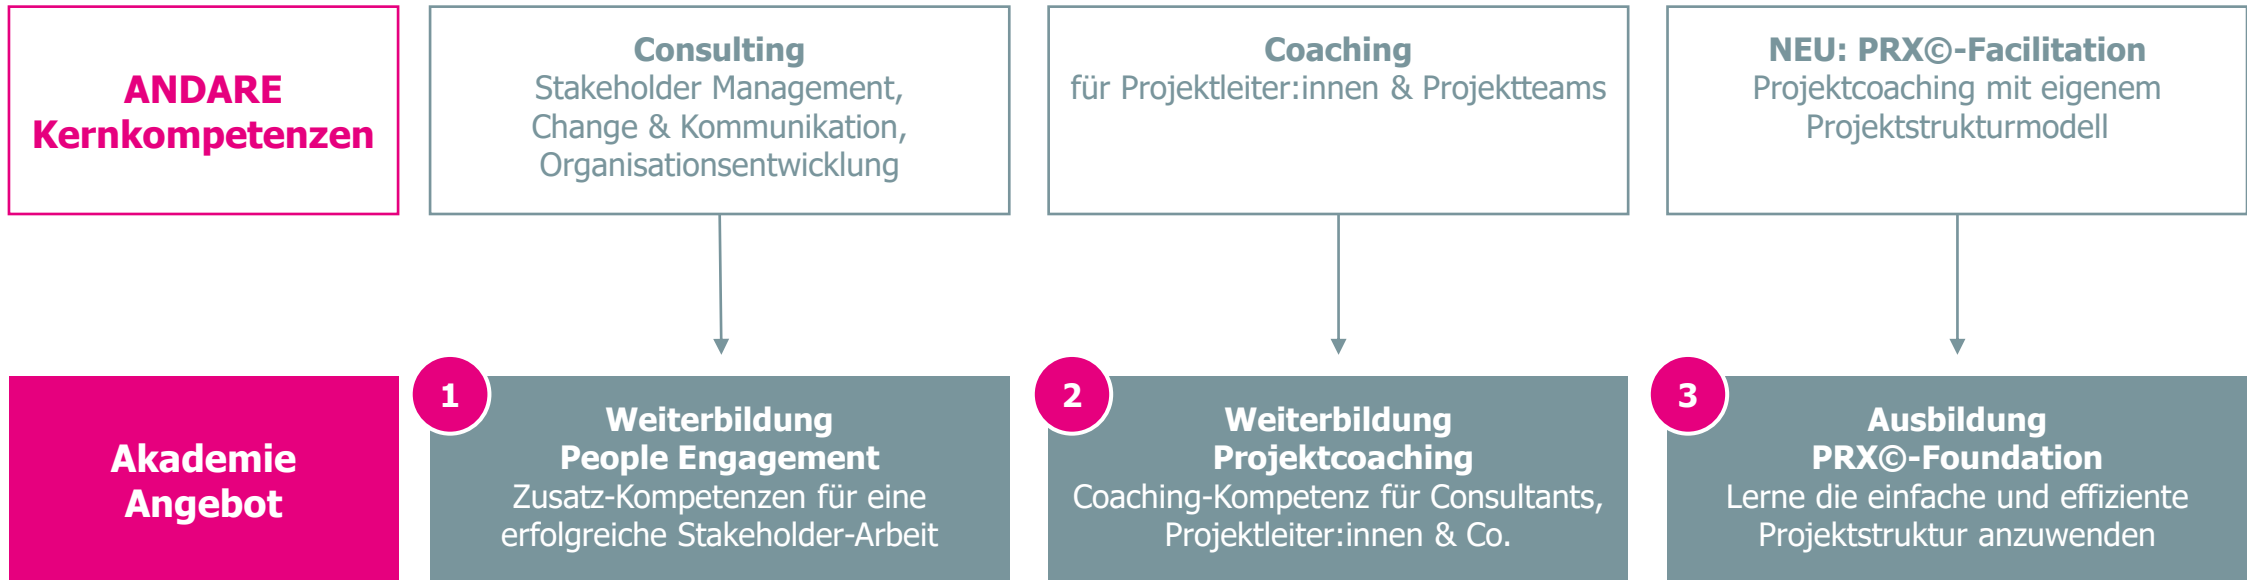 ANDARE
Kernkompetenzen
Consulting
Stakeholder Management,
Change & Kommunikation,
Organisationsentwicklung
Coaching
für Projektleiter:innen & Projektteams
NEU: PRX©-Facilitation
Projektcoaching mit eigenem
Projektstrukturmodell
Akademie
Angebot
1
Weiterbildung
People Engagement
Zusatz-Kompetenzen für eine
erfolgreiche Stakeholder-Arbeit
2
Weiterbildung
Projektcoaching
Coaching-Kompetenz für Consultants,
Projektleiter:innen & Co.
3
Ausbildung
PRX©-Foundation
Lerne die einfache und effiziente
Projektstruktur anzuwenden